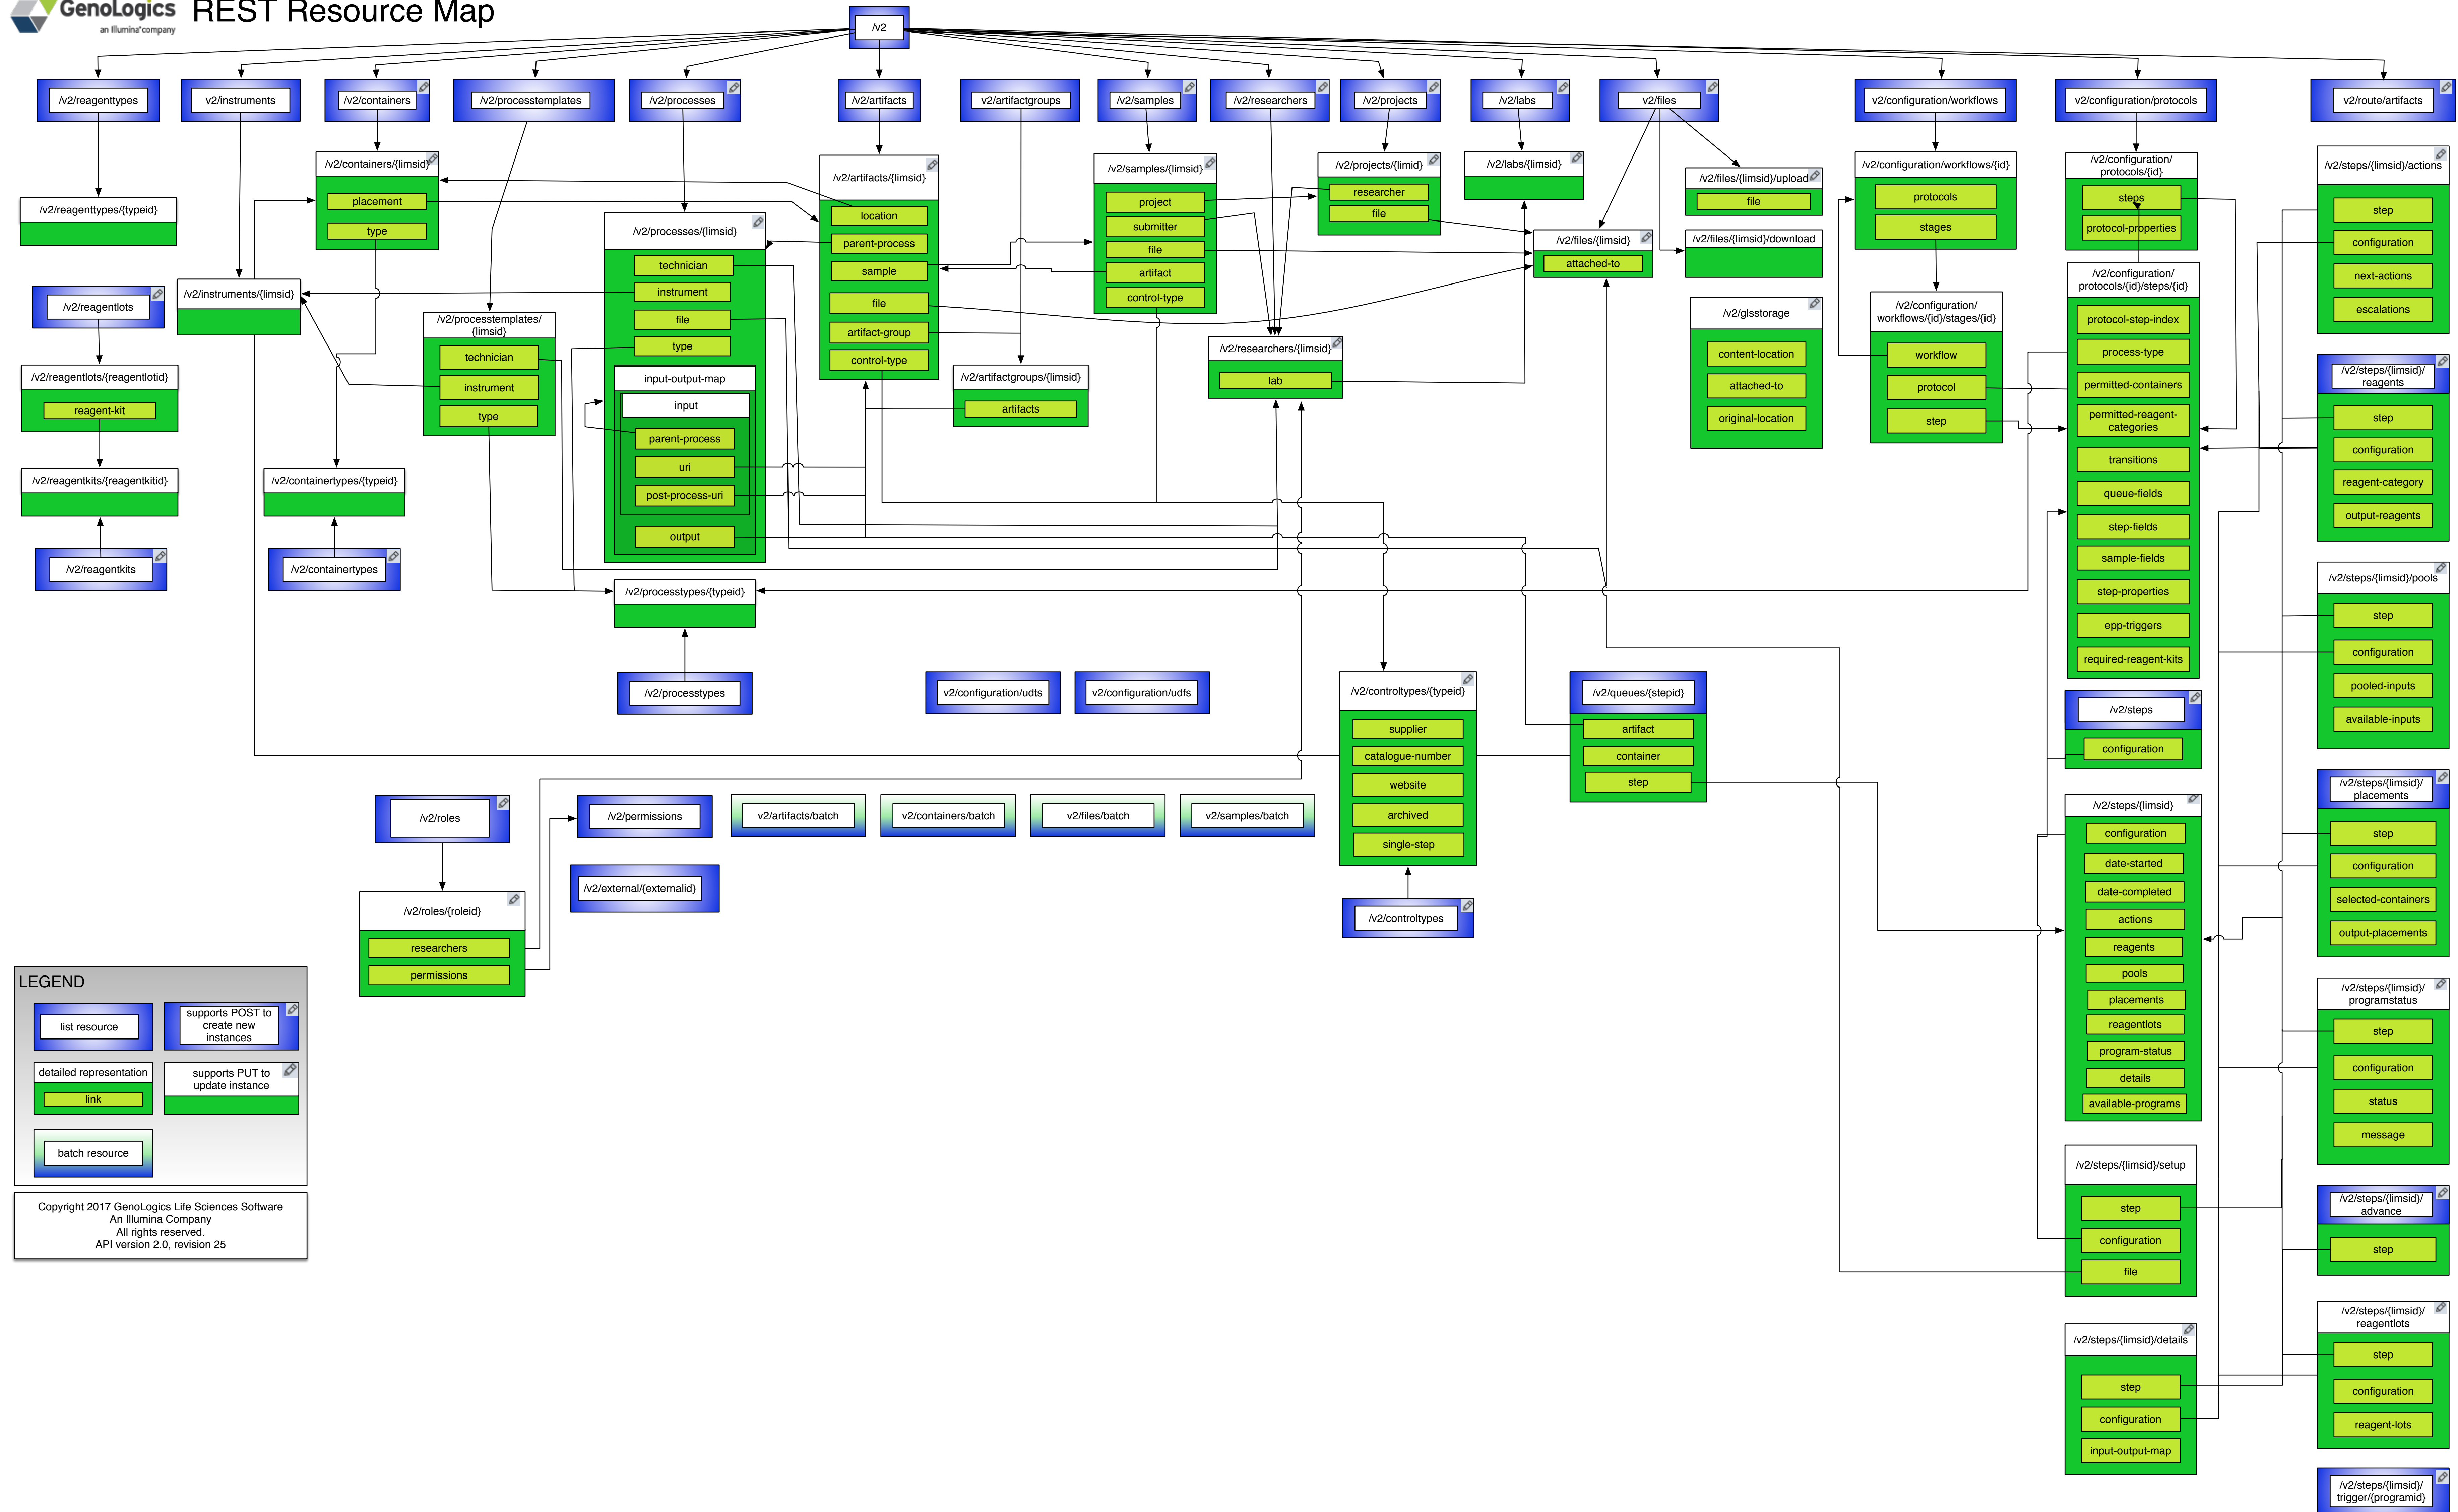 GenoLogics
an Illumina company
REST Resource Map
/v2
/v2/reagenttypes
v2/instruments
/v2/containers
/v2/processtemplates
/v2/processes
/v2/artifacts
v2/artifactgroups
/v2/samples
/v2/researchers
/v2/projects
/v2/labs
v2/files
v2/configuration/workflows
v2/configuration/protocols
v2/route/artifacts
/v2/reagenttypes/{typeid}
/v2/reagentlots
/v2/reagentlots/{reagentlotid}
reagent-kit
/v2/reagentkits/{reagentkitid}
/v2/reagentkits
/v2/instruments/{limsid}
/v2/containers/{limsid}
placement
type
/v2/containertypes/{typeid}
/v2/containertypes
/v2/processtemplates/
{limsid}
technician
instrument
type
/v2/processes/{limsid}
technician
instrument
file
type
input-output-map
input
parent-process
uri
post-process-uri
output
/v2/processtypes/{typeid}
/v2/processtypes
/v2/artifacts/{limsid}
location
parent-process
sample
file
artifact-group
control-type
/v2/artifactgroups/{limsid}
artifacts
/v2/samples/{limsid}
project
submitter
file
artifact
control-type
/v2/researchers/{limsid}
lab
/v2/projects/{limid}
researcher
file
/v2/labs/{limsid}
/v2/files/{limsid}
attached-to
/v2/files/{limsid}/upload
file
/v2/files/{limsid}/download
/v2/glsstorage
content-location
attached-to
original-location
/v2/configuration/workflows/{id}
protocols
stages
/v2/configuration/
workflows/{id}/stages/{id}
workflow
protocol
step
/v2/configuration/
protocols/{id}
steps
protocol-properties
/v2/configuration/
protocols/{id}/steps/{id}
protocol-step-index
process-type
permitted-containers
permitted-reagent-
categories
transitions
queue-fields
step-fields
sample-fields
step-properties
epp-triggers
required-reagent-kits
/v2/steps
configuration
/v2/steps/{limsid}
configuration
date-started
date-completed
actions
reagents
pools
placements
reagentlots
program-status
details
available-programs
/v2/steps/{limsid}/setup
step
configuration
file
/v2/steps/{limsid}/details
step
configuration
input-output-map
/v2/steps/{limsid}/actions
step
configuration
next-actions
escalations
/v2/steps/{limsid}/
reagents
step
configuration
reagent-category
output-reagents
/v2/steps/{limsid}/pools
step
configuration
pooled-inputs
available-inputs
/v2/steps/{limsid}/
placements
step
configuration
selected-containers
output-placements
/v2/steps/{limsid}/
programstatus
step
configuration
status
message
/v2/steps/{limsid}/
advance
step
/v2/steps/{limsid}/
reagentlots
step
configuration
reagent-lots
/v2/steps/{limsid}/
trigger/{programid}
v2/configuration/udts
v2/configuration/udfs
/v2/controltypes/{typeid}
supplier
catalogue-number
website
archived
single-step
/v2/controltypes
/v2/queues/{stepid}
artifact
container
step
/v2/roles
/v2/roles/{roleid}
researchers
permissions
/v2/permissions
/v2/external/{externalid}
v2/artifacts/batch
v2/containers/batch
v2/files/batch
v2/samples/batch
LEGEND
list resource
supports POST to
create new
instances
detailed representation
link
supports PUT to
update instance
batch resource
Copyright 2017 GenoLogics Life Sciences Software
An Illumina Company
All rights reserved.
API version 2.0, revision 25